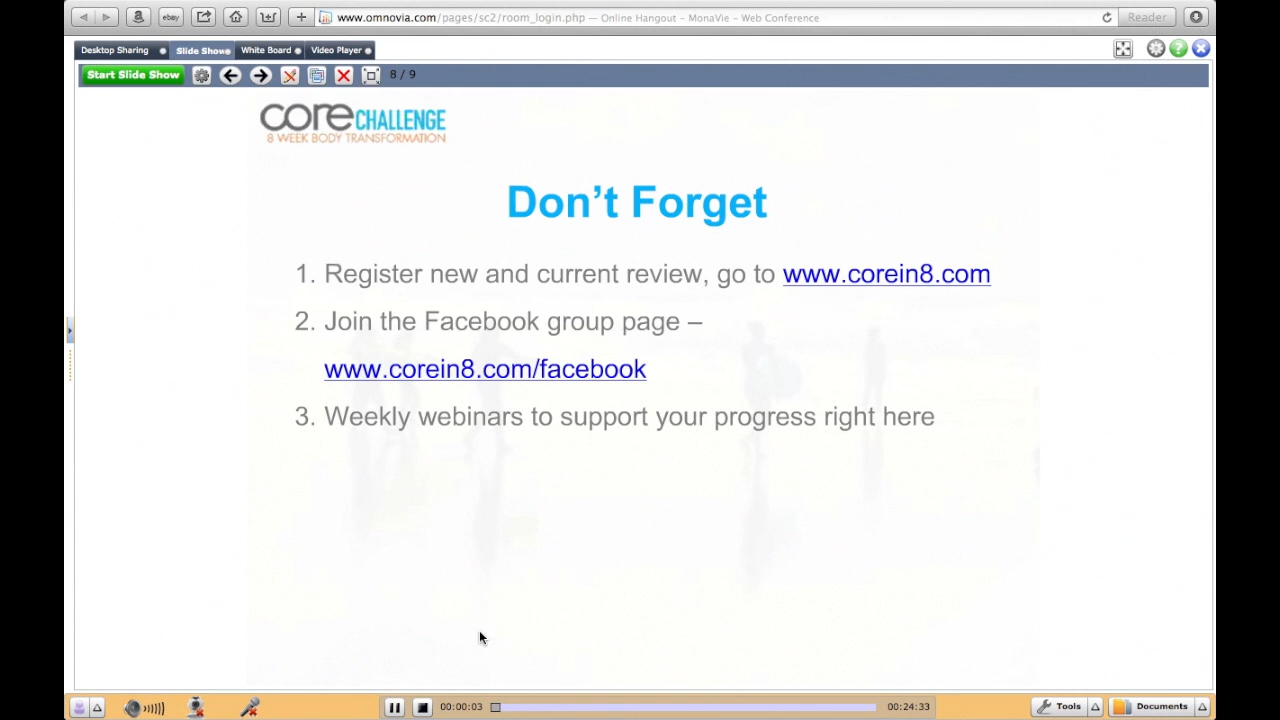 www.omnovia.com/pages/sc2/room_login.php — Online Hangout – MonaVie – Web Conference
Reader
ebay
Desktop Sharing
Slide Show
White Board
Video Player
Start Slide Show
8 / 9
core CHALLENGE
8 WEEK BODY TRANSFORMATION
Don’t Forget
1. Register new and current review, go to www.corein8.com
2. Join the Facebook group page –
www.corein8.com/facebook
3. Weekly webinars to support your progress right here
00:00:03
00:24:33
Tools
Documents